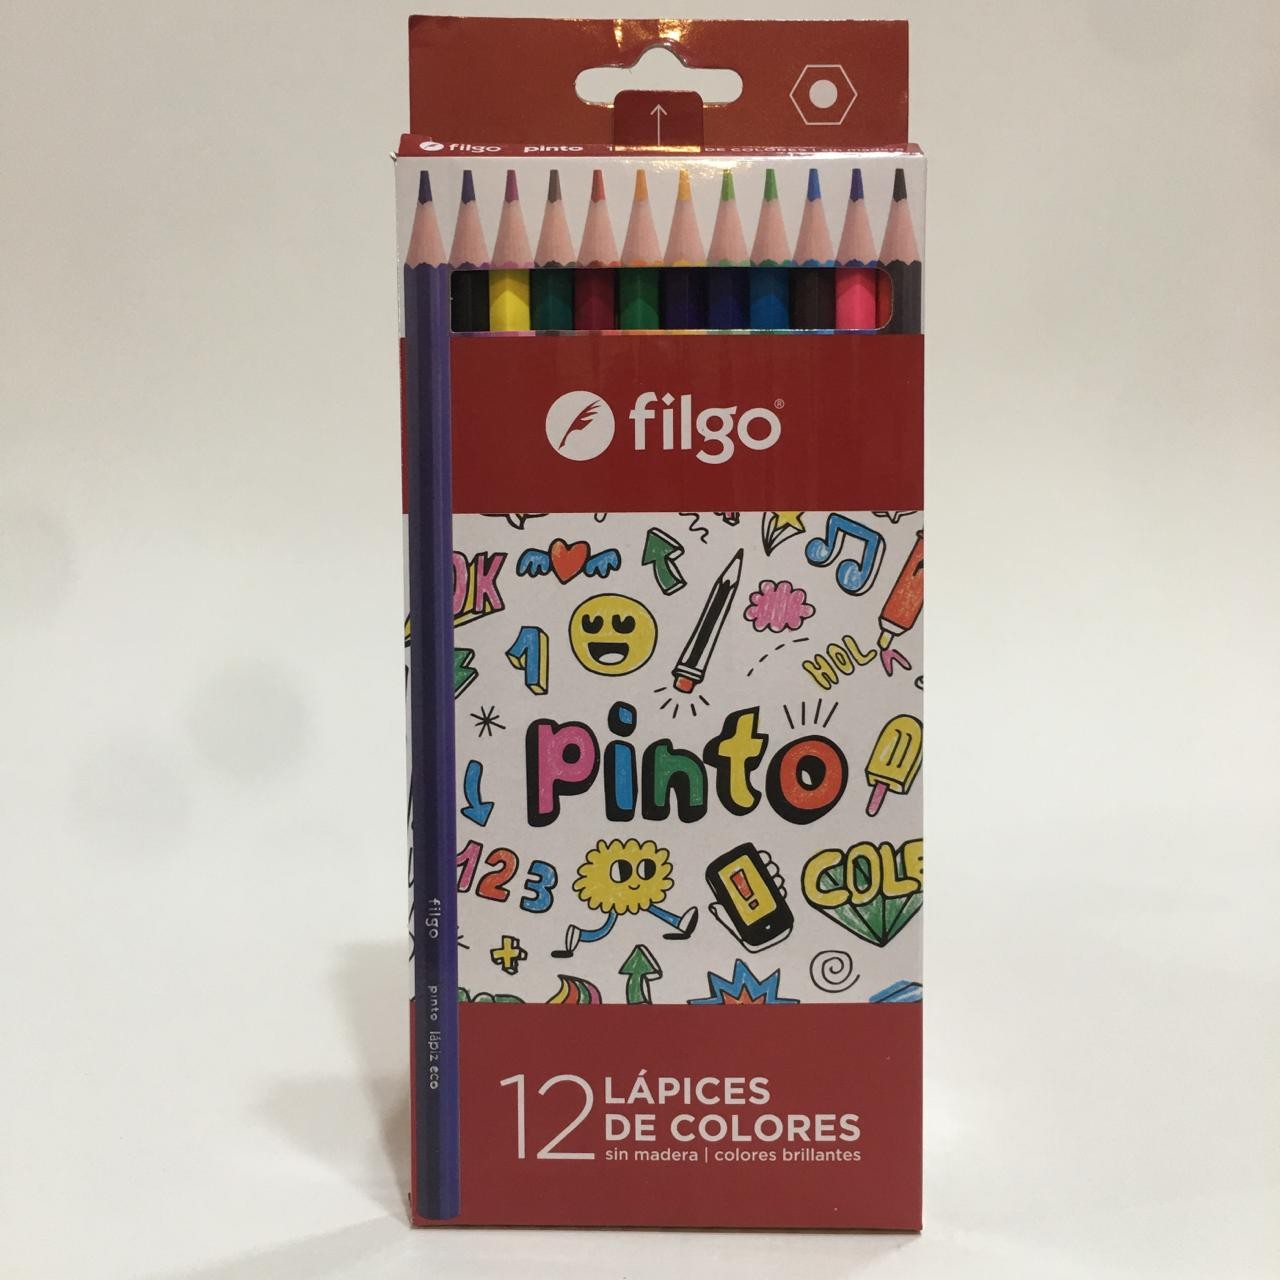 filgo pinto DE COLORES | sin madera
filgo®
OK
1
HOL
pinto
123
COLE
filgo pinto lápiz eco
12 LÁPICES
DE COLORES
sin madera | colores brillantes